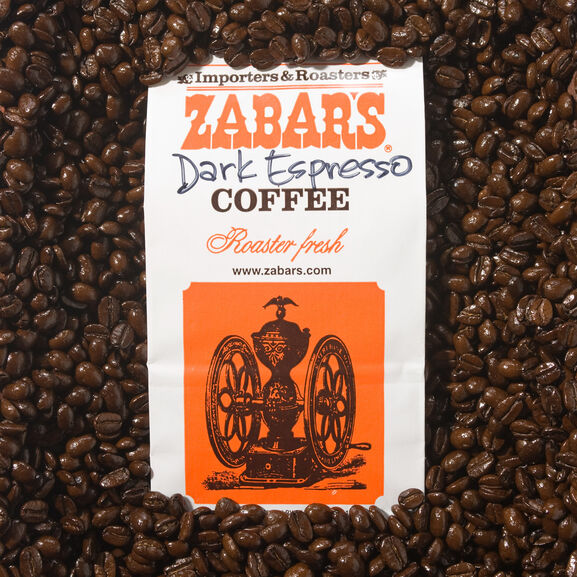 Importers & Roasters
ZABAR'S®
Dark Espresso
COFFEE
Roaster fresh
www.zabars.com